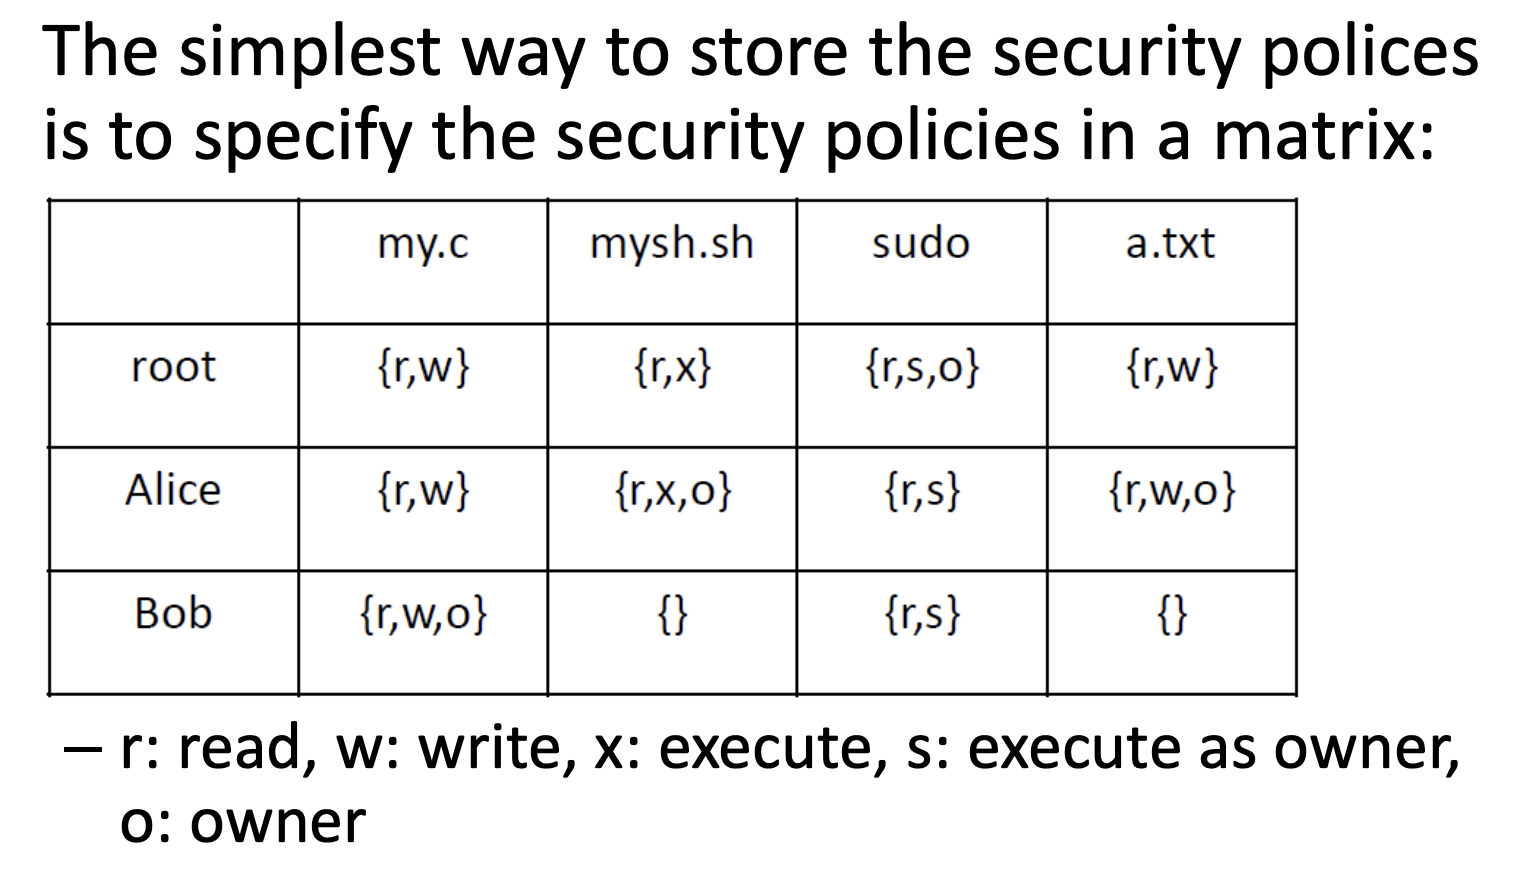 The simplest way to store the security polices
is to specify the security policies in a matrix:
my.c mysh.sh sudo a.txt
root {r,w} {r,x} {r,s,o} {r,w}
Alice {r,w} {r,x,o} {r,s} {r,w,o}
Bob {r,w,o} {} {r,s} {}
– r: read, w: write, x: execute, s: execute as owner,
o: owner